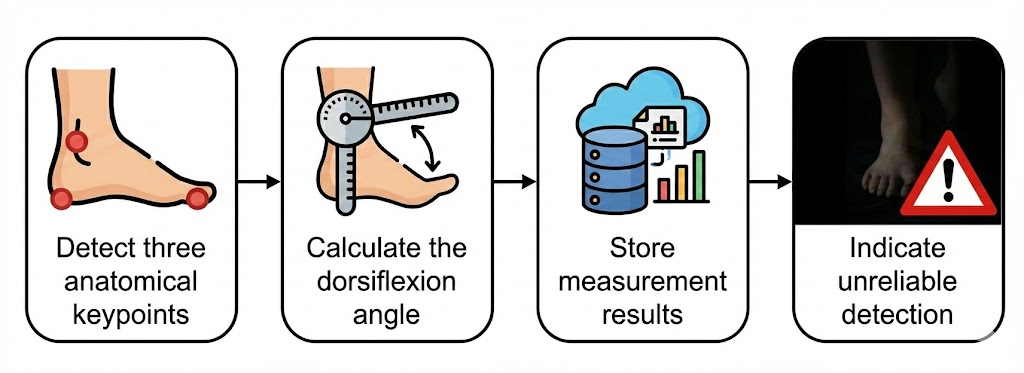 Detect three
anatomical
keypoints
Calculate the
dorsiflexion
angle
Store
measurement
results
Indicate
unreliable
detection